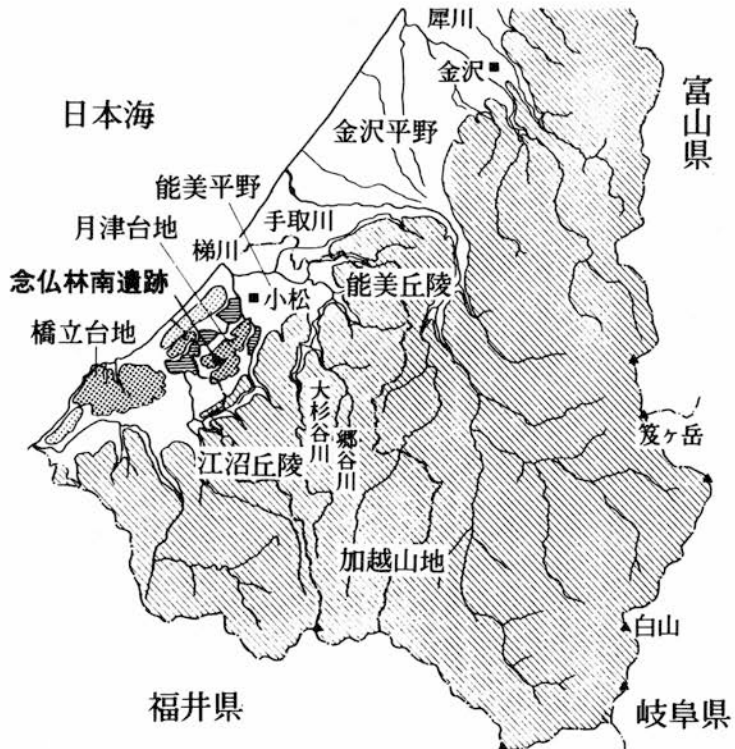 犀川
金沢
富山県
日本海
金沢平野
能美平野
手取川
月津台地
梯川
念仏林南遺跡
能美丘陵
小松
橋立台地
大杉谷川
郷谷川
江沼丘陵
笈ヶ岳
加越山地
白山
福井県
岐阜県